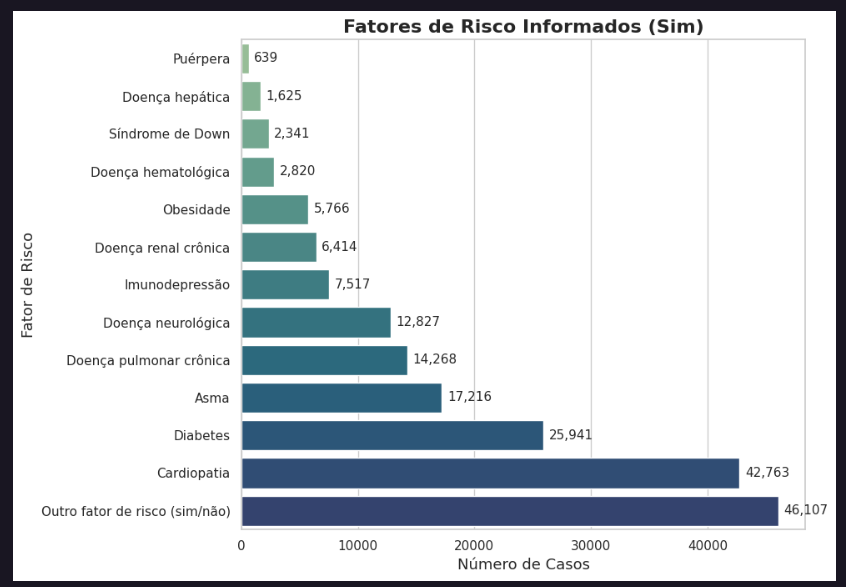 Fatores de Risco Informados (Sim)
Fator de Risco
Puérpera 639
Doença hepática 1,625
Síndrome de Down 2,341
Doença hematológica 2,820
Obesidade 5,766
Doença renal crônica 6,414
Imunodepressão 7,517
Doença neurológica 12,827
Doença pulmonar crônica 14,268
Asma 17,216
Diabetes 25,941
Cardiopatia 42,763
Outro fator de risco (sim/não) 46,107
0 10000 20000 30000 40000
Número de Casos